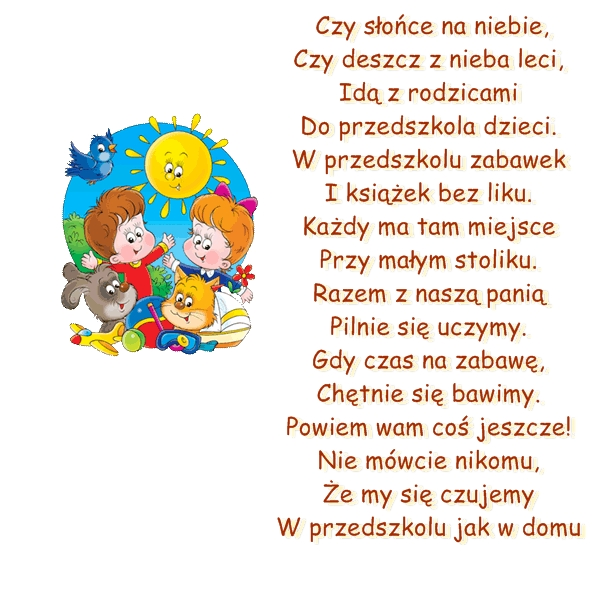 Czy słońce na niebie,
Czy deszcz z nieba leci,
Idą z rodzicami
Do przedszkola dzieci.
W przedszkolu zabawek
I książek bez liku.
Każdy ma tam miejsce
Przy małym stoliku.
Razem z naszą panią
Pilnie się uczymy.
Gdy czas na zabawę,
Chętnie się bawimy.
Powiem wam coś jeszcze!
Nie mówcie nikomu,
Że my się czujemy
W przedszkolu jak w domu